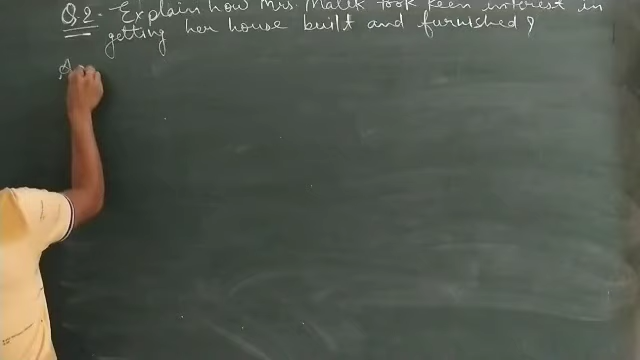 Q.2. Explain how Mrs. Malik took keen interest in
getting her house built and furnished?
A